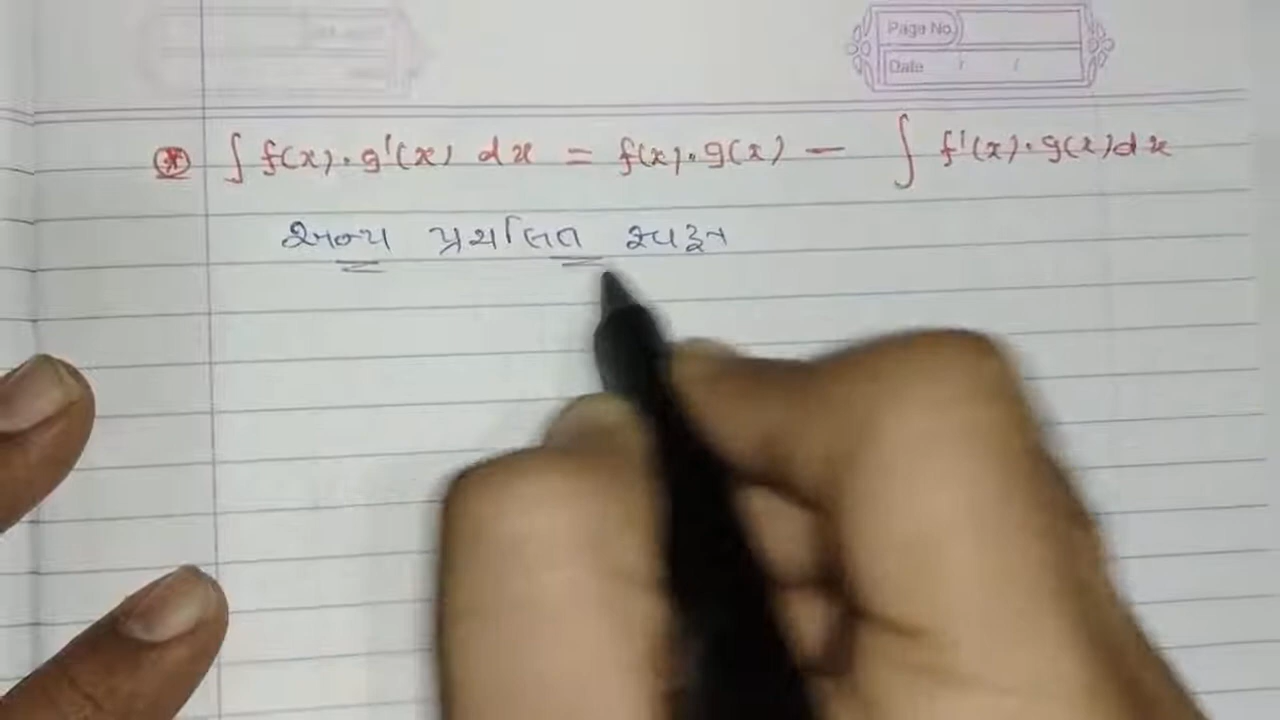 Page No.
Date / /
* ∫ f(x)·g'(x) dx = f(x)·g(x) − ∫ f'(x)·g(x)dx
અન્ય પ્રચલિત સ્વરૂપ